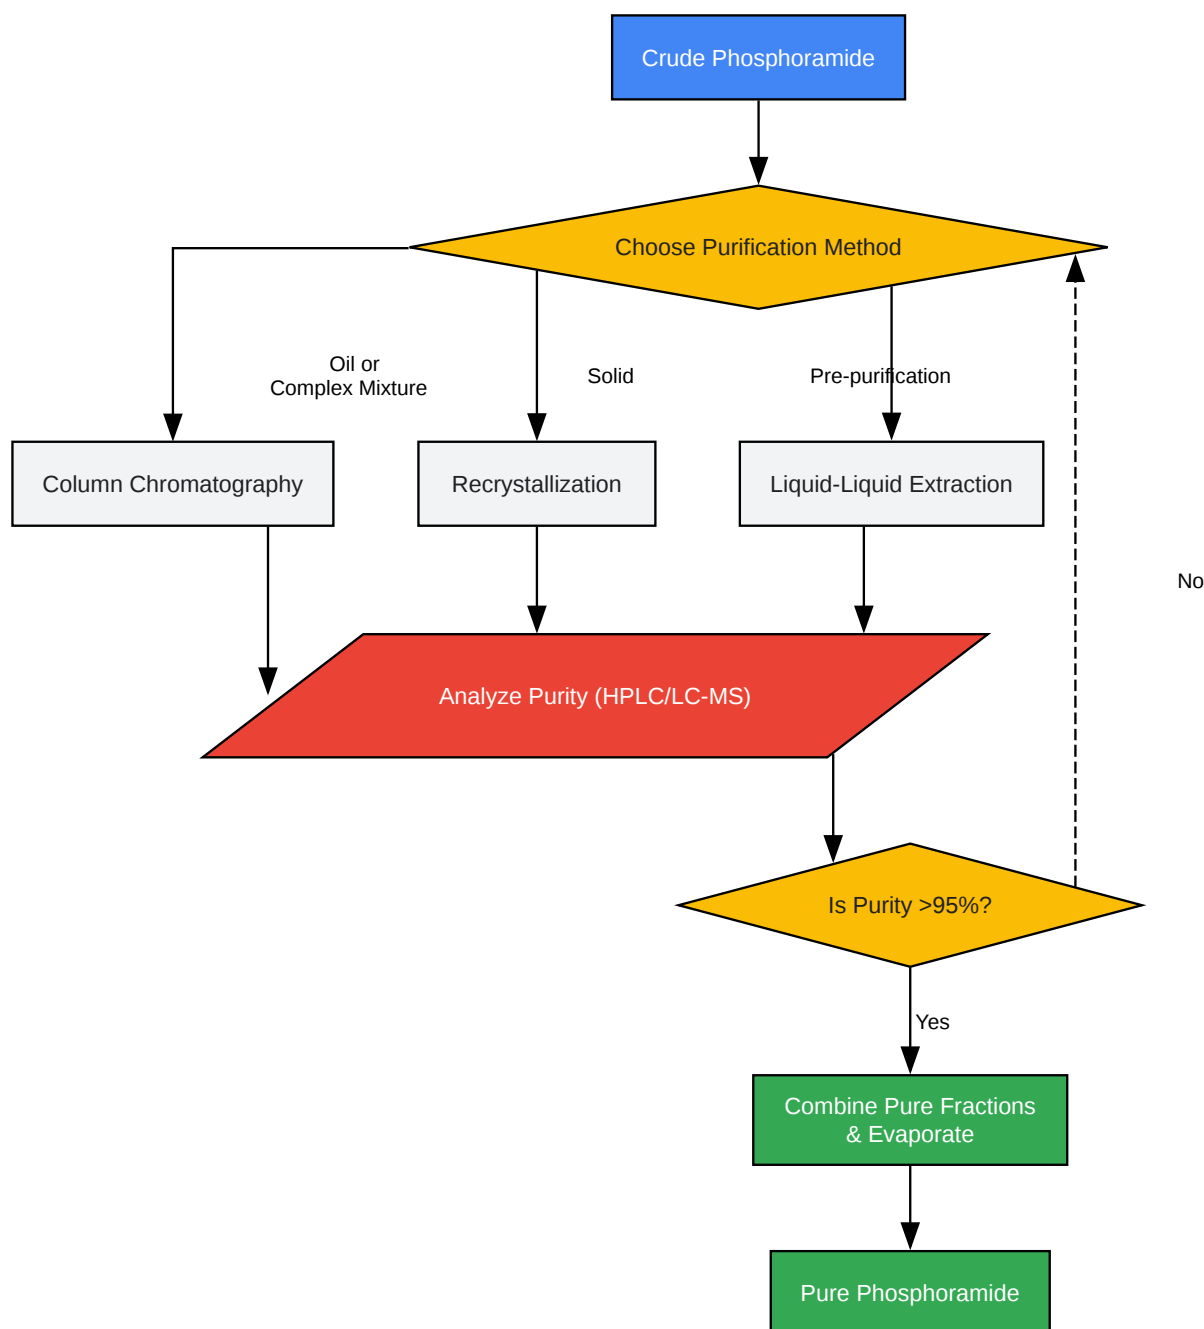 Crude Phosphoramide
Choose Purification Method
Oil or
Complex Mixture
Solid
Pre-purification
Column Chromatography
Recrystallization
Liquid-Liquid Extraction
No
Analyze Purity (HPLC/LC-MS)
Is Purity >95%?
Yes
Combine Pure Fractions
& Evaporate
Pure Phosphoramide